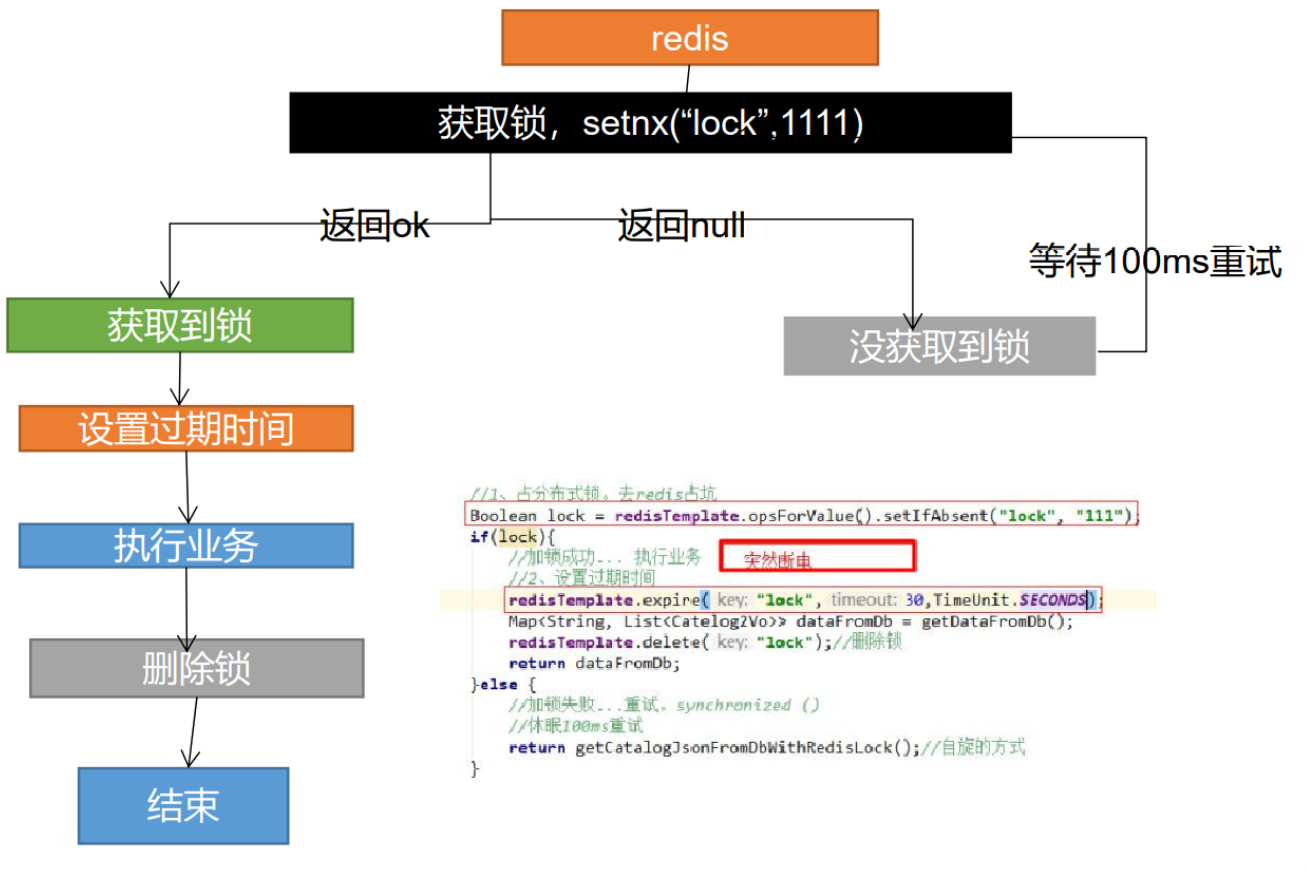 redis
获取锁，setnx(“lock”,1111)
返回ok
返回null
等待100ms重试
获取到锁
没获取到锁
设置过期时间
执行业务
删除锁
结束
//1、占分布式锁。去redis占坑
Boolean lock = redisTemplate.opsForValue().setIfAbsent("lock", "111");
if(lock){
//加锁成功... 执行业务
突然断电
//2、设置过期时间
redisTemplate.expire( key: "lock", timeout: 30,TimeUnit.SECONDS);
Map<String, List<Catelog2Vo>> dataFromDb = getDataFromDb();
redisTemplate.delete( key: "lock");//删除锁
return dataFromDb;
}else {
//加锁失败...重试。synchronized ()
//休眠100ms重试
return getCatalogJsonFromDbWithRedisLock();//自旋的方式
}